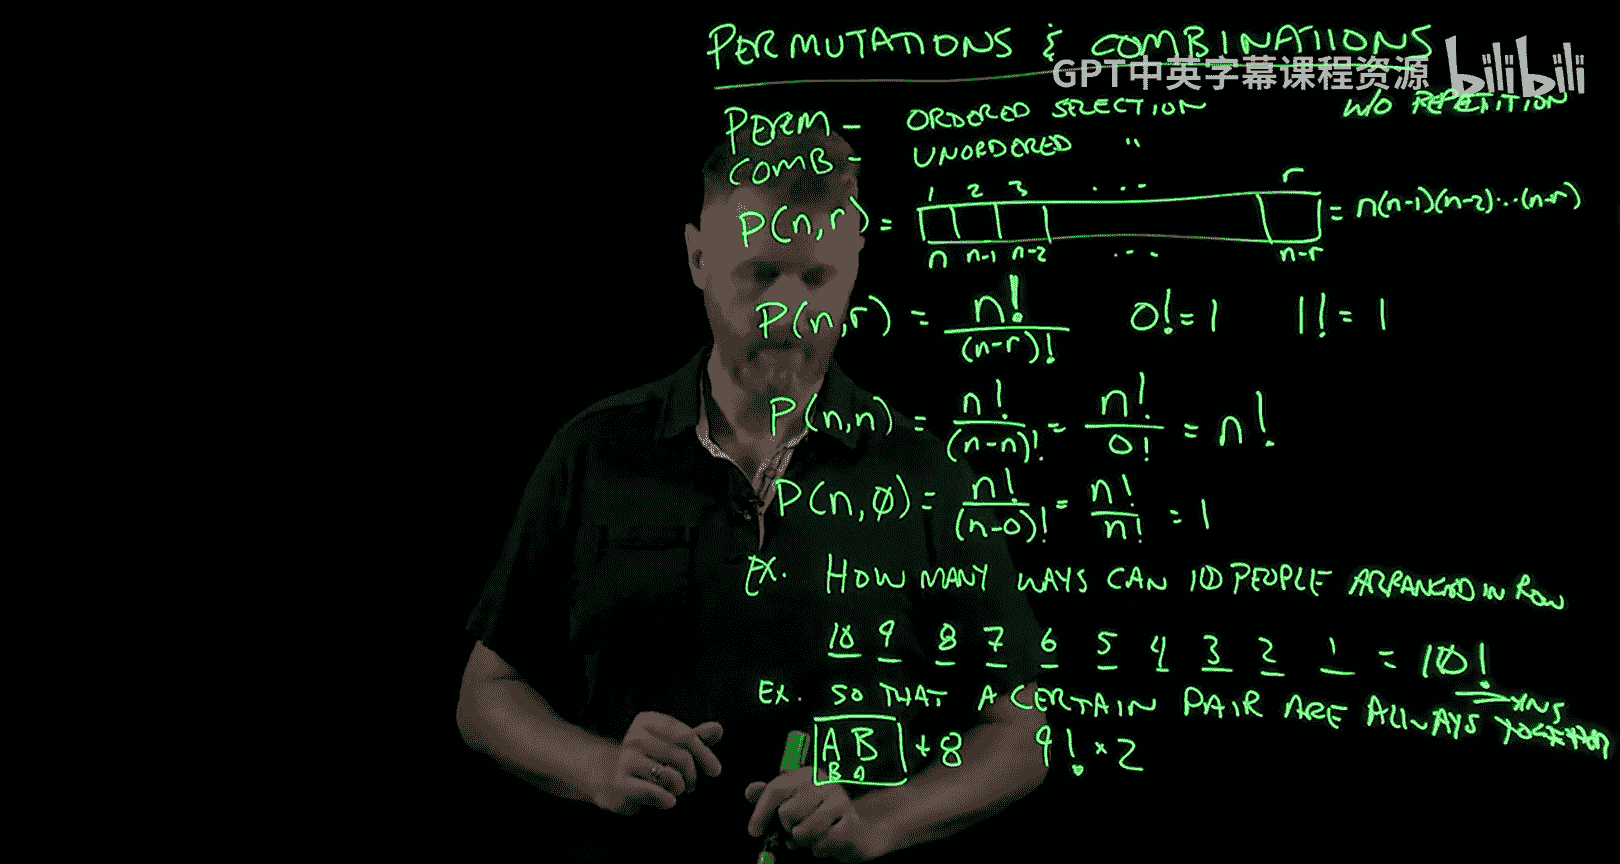 PERMUTATIONS & COMBINATIONS
GPT中英字幕课程资源 bilibili
PERM - ORDERED SELECTION W/O REPETITION
COMB - UNORDERED "
1 2 3 ... r
P(n,r) = = n(n-1)(n-2)...(n-r)
n n-1 n-2 ... n-r
P(n,r) = n!/(n-r)! 0! = 1 1! = 1
P(n,n) = n!/(n-n)! = n!/0! = n!
P(n,0) = n!/(n-0)! = n!/n! = 1
EX. HOW MANY WAYS CAN 10 PEOPLE ARRANGED IN ROW
10 9 8 7 6 5 4 3 2 1 = 10!
EX. SO THAT A CERTAIN PAIR ARE ALWAYS
A B + 8 9! × 2
B A